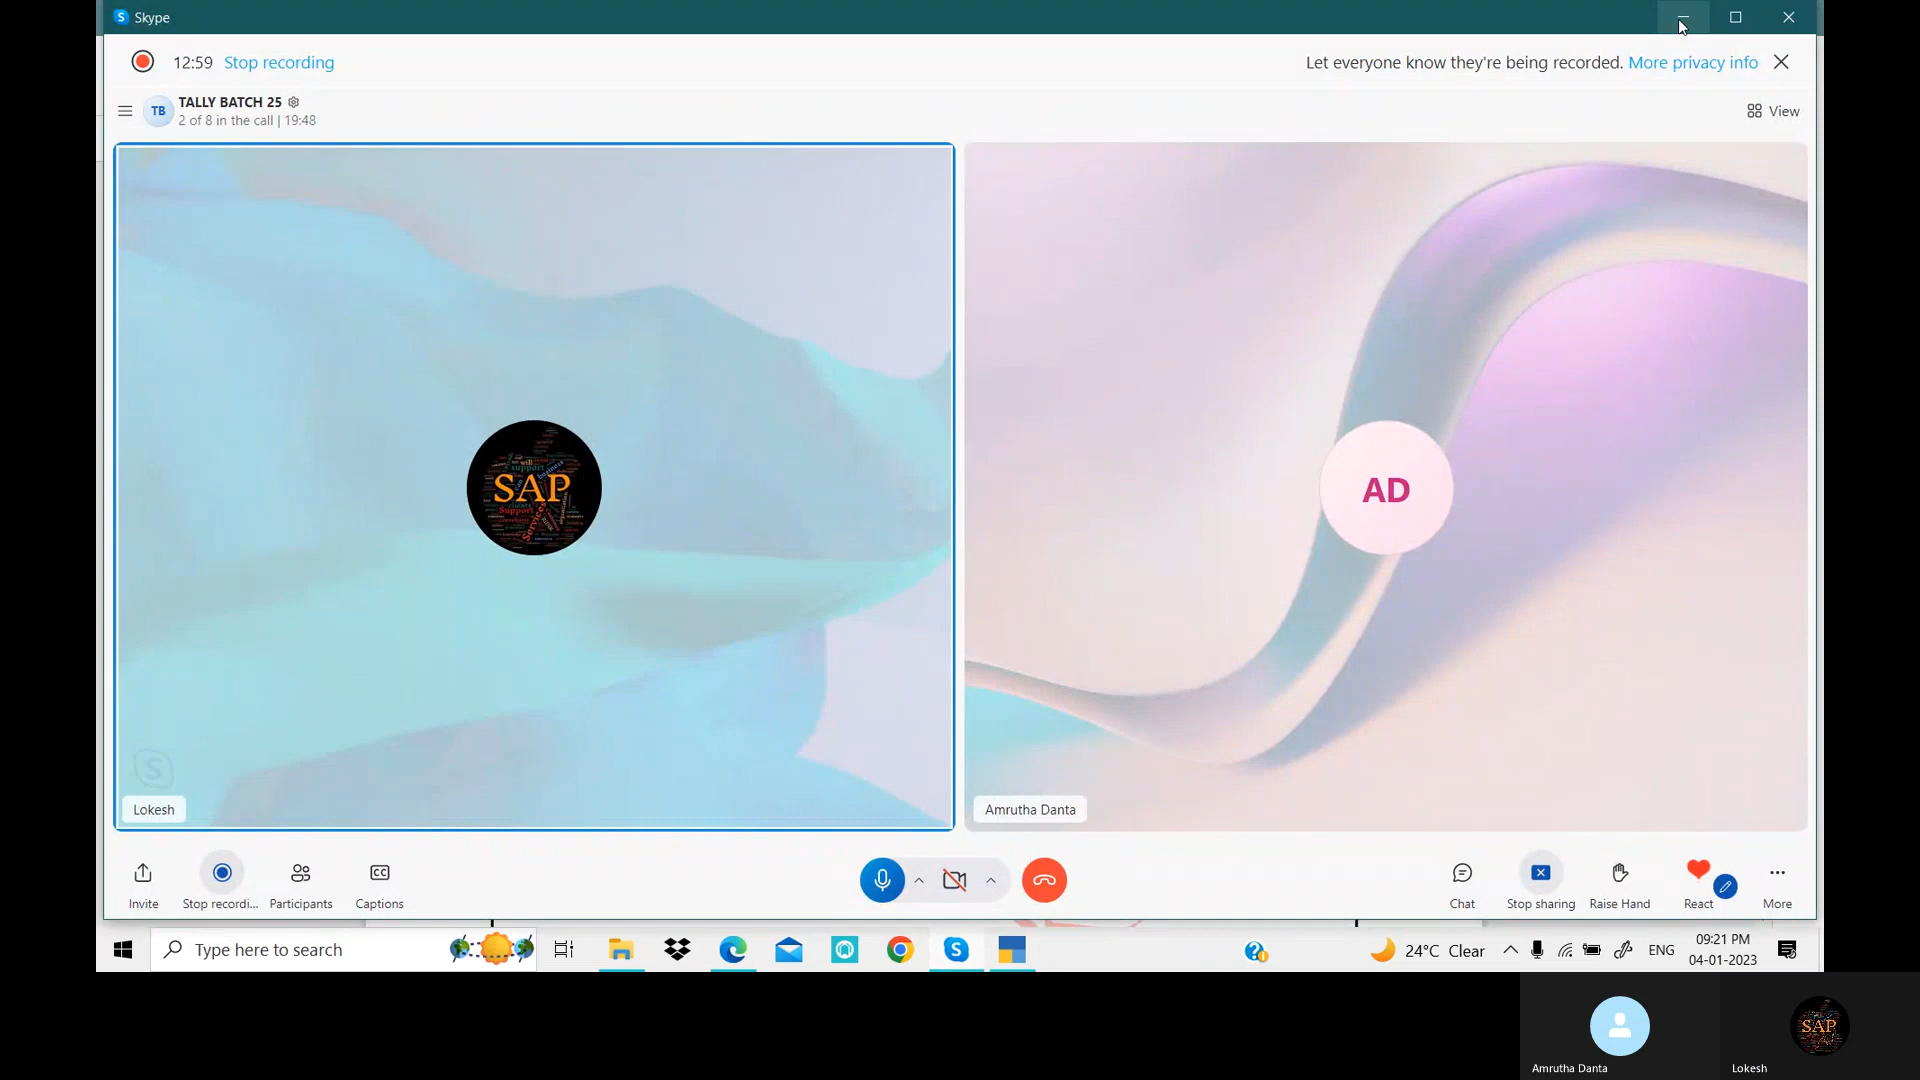 Skype
12:59 Stop recording
Let everyone know they're being recorded. More privacy info
TB
TALLY BATCH 25
2 of 8 in the call | 19:48
View
SAP
AD
Lokesh
Amrutha Danta
Invite
Stop recordi...
Participants
CC
Captions
Chat
Stop sharing
Raise Hand
React
More
Type here to search
24°C Clear
ENG
09:21 PM
04-01-2023
SAP
Amrutha Danta
Lokesh